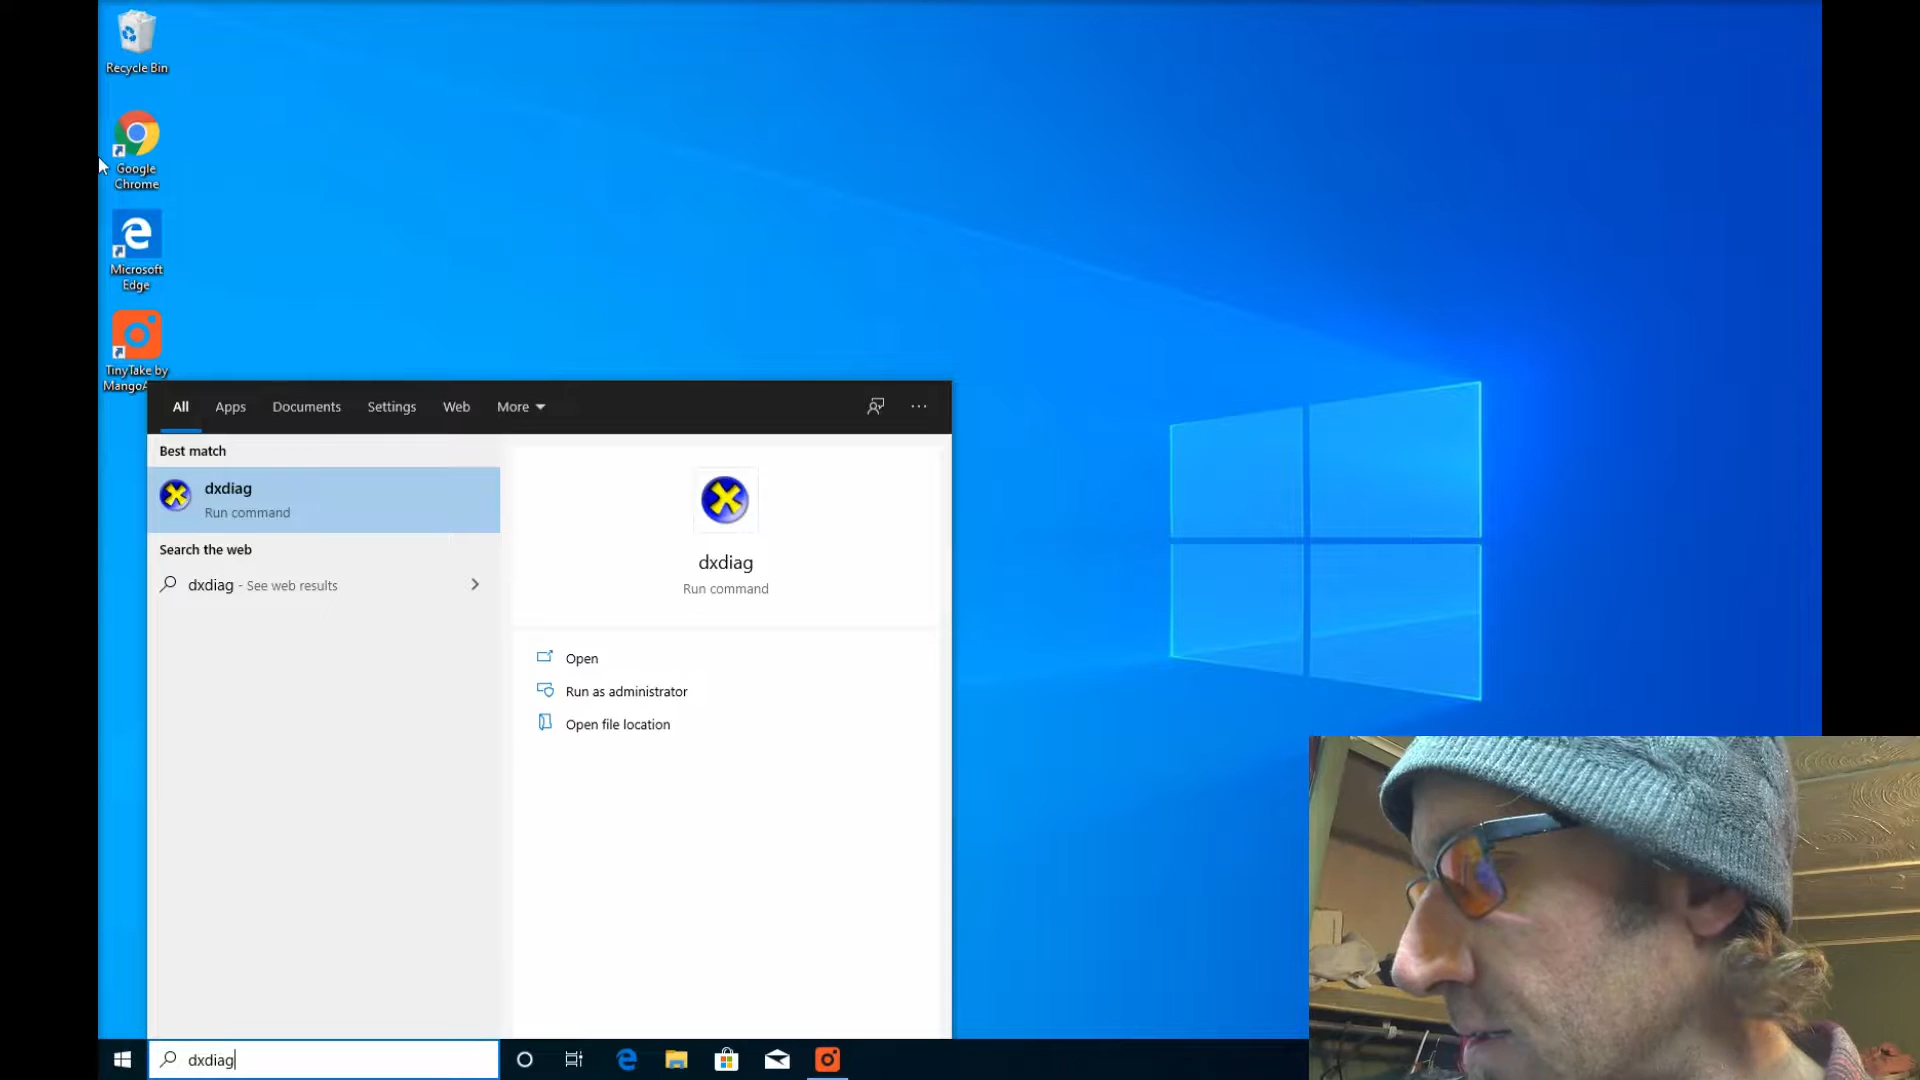 Recycle Bin
Google
Chrome
Microsoft
Edge
TinyTake by
All
Apps
Documents
Settings
Web
More
Best match
dxdiag
Run command
Search the web
dxdiag - See web results
dxdiag
Run command
Open
Run as administrator
Open file location
dxdiag